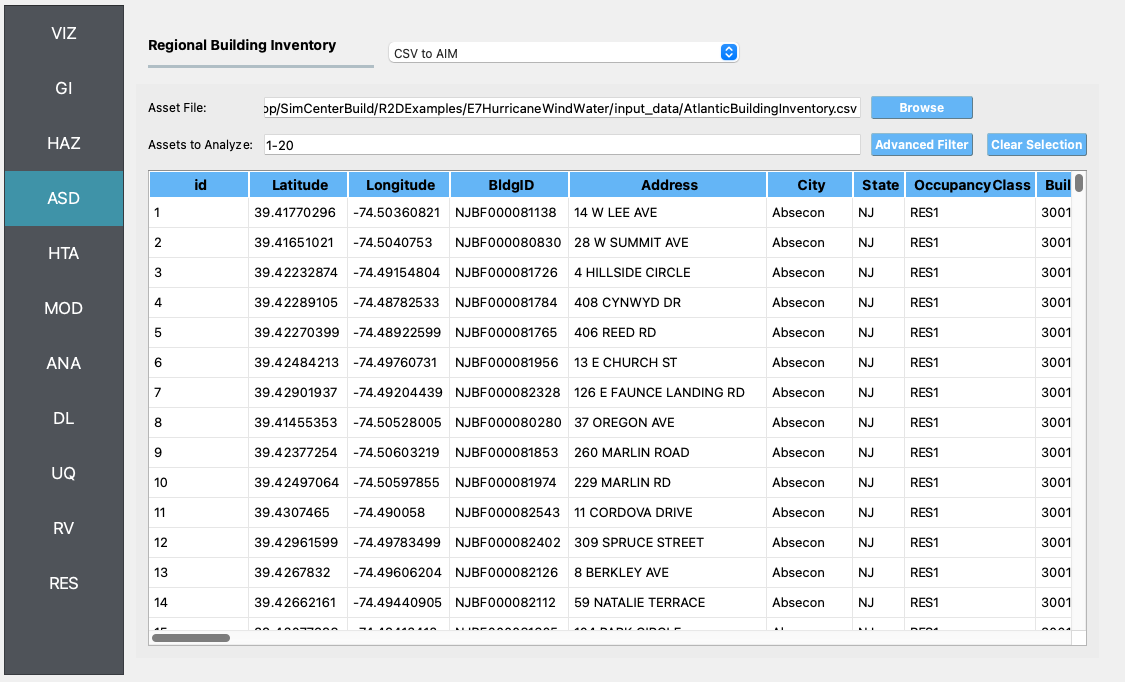 VIZ
GI
HAZ
ASD
HTA
MOD
ANA
DL
UQ
RV
RES
Regional Building Inventory
CSV to AIM
Asset File: op/SimCenterBuild/R2DExamples/E7HurricaneWindWater/input_data/AtlanticBuildingInventory.csv Browse
Assets to Analyze: 1-20 Advanced Filter Clear Selection
id Latitude Longitude BldgID Address City State OccupancyClass Buil
1 39.41770296 -74.50360821 NJBF000081138 14 W LEE AVE Absecon NJ RES1 3001
2 39.41651021 -74.5040753 NJBF000080830 28 W SUMMIT AVE Absecon NJ RES1 3001
3 39.42232874 -74.49154804 NJBF000081726 4 HILLSIDE CIRCLE Absecon NJ RES1 3001
4 39.42289105 -74.48782533 NJBF000081784 408 CYNWYD DR Absecon NJ RES1 3001
5 39.42270399 -74.48922599 NJBF000081765 406 REED RD Absecon NJ RES1 3001
6 39.42484213 -74.49760731 NJBF000081956 13 E CHURCH ST Absecon NJ RES1 3001
7 39.42901937 -74.49204439 NJBF000082328 126 E FAUNCE LANDING RD Absecon NJ RES1 3001
8 39.41455353 -74.50528005 NJBF000080280 37 OREGON AVE Absecon NJ RES1 3001
9 39.42377254 -74.50603219 NJBF000081853 260 MARLIN ROAD Absecon NJ RES1 3001
10 39.42497064 -74.50597855 NJBF000081974 229 MARLIN RD Absecon NJ RES1 3001
11 39.4307465 -74.490058 NJBF000082543 11 CORDOVA DRIVE Absecon NJ RES1 3001
12 39.42961599 -74.49783499 NJBF000082402 309 SPRUCE STREET Absecon NJ RES1 3001
13 39.4267832 -74.49606204 NJBF000082126 8 BERKLEY AVE Absecon NJ RES1 3001
14 39.42662161 -74.49440905 NJBF000082112 59 NATALIE TERRACE Absecon NJ RES1 3001